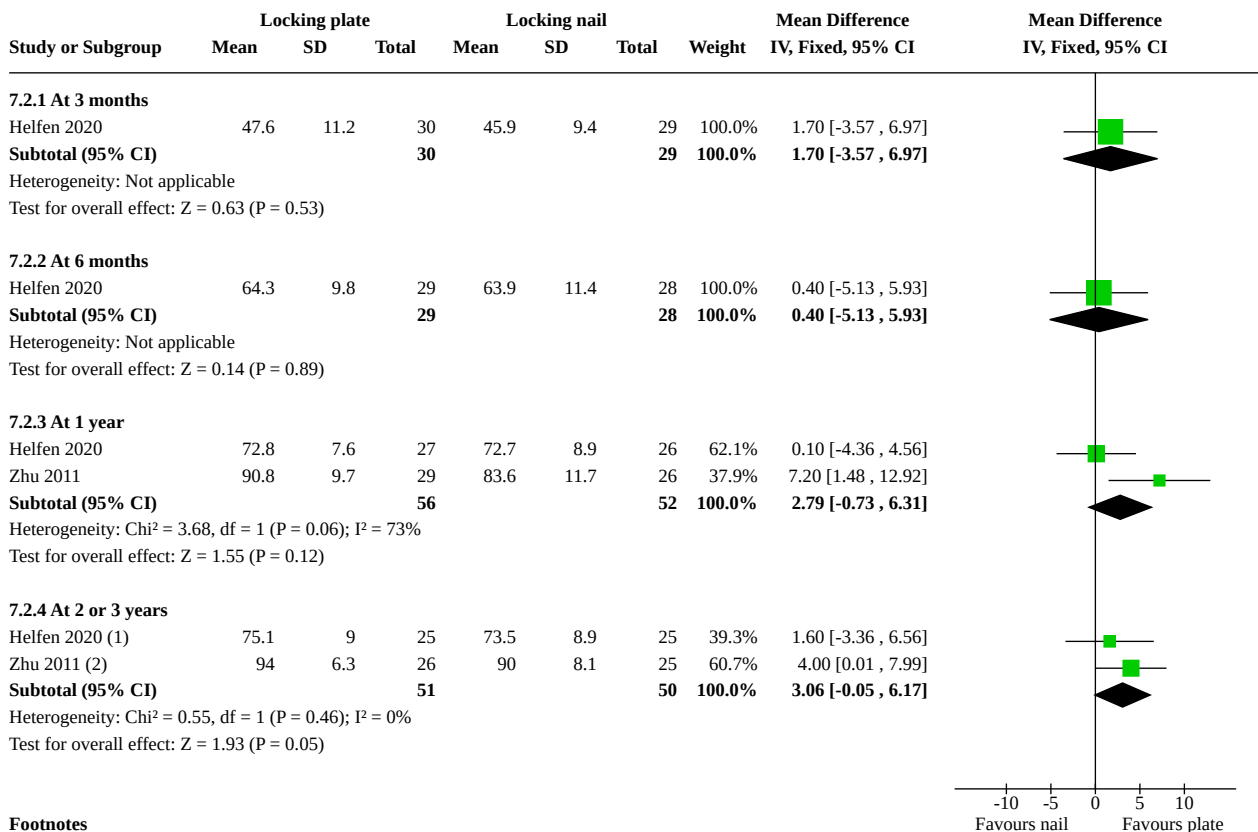 Locking plate Locking nail Mean Difference Mean Difference
Study or Subgroup Mean SD Total Mean SD Total Weight IV, Fixed, 95% CI IV, Fixed, 95% CI
7.2.1 At 3 months
Helfen 2020 47.6 11.2 30 45.9 9.4 29 100.0% 1.70 [-3.57 , 6.97]
Subtotal (95% CI) 30 29 100.0% 1.70 [-3.57 , 6.97]
Heterogeneity: Not applicable
Test for overall effect: Z = 0.63 (P = 0.53)
7.2.2 At 6 months
Helfen 2020 64.3 9.8 29 63.9 11.4 28 100.0% 0.40 [-5.13 , 5.93]
Subtotal (95% CI) 29 28 100.0% 0.40 [-5.13 , 5.93]
Heterogeneity: Not applicable
Test for overall effect: Z = 0.14 (P = 0.89)
7.2.3 At 1 year
Helfen 2020 72.8 7.6 27 72.7 8.9 26 62.1% 0.10 [-4.36 , 4.56]
Zhu 2011 90.8 9.7 29 83.6 11.7 26 37.9% 7.20 [1.48 , 12.92]
Subtotal (95% CI) 56 52 100.0% 2.79 [-0.73 , 6.31]
Heterogeneity: Chi² = 3.68, df = 1 (P = 0.06); I² = 73%
Test for overall effect: Z = 1.55 (P = 0.12)
7.2.4 At 2 or 3 years
Helfen 2020 (1) 75.1 9 25 73.5 8.9 25 39.3% 1.60 [-3.36 , 6.56]
Zhu 2011 (2) 94 6.3 26 90 8.1 25 60.7% 4.00 [0.01 , 7.99]
Subtotal (95% CI) 51 50 100.0% 3.06 [-0.05 , 6.17]
Heterogeneity: Chi² = 0.55, df = 1 (P = 0.46); I² = 0%
Test for overall effect: Z = 1.93 (P = 0.05)
-10 -5 0 5 10
Footnotes Favours nail Favours plate